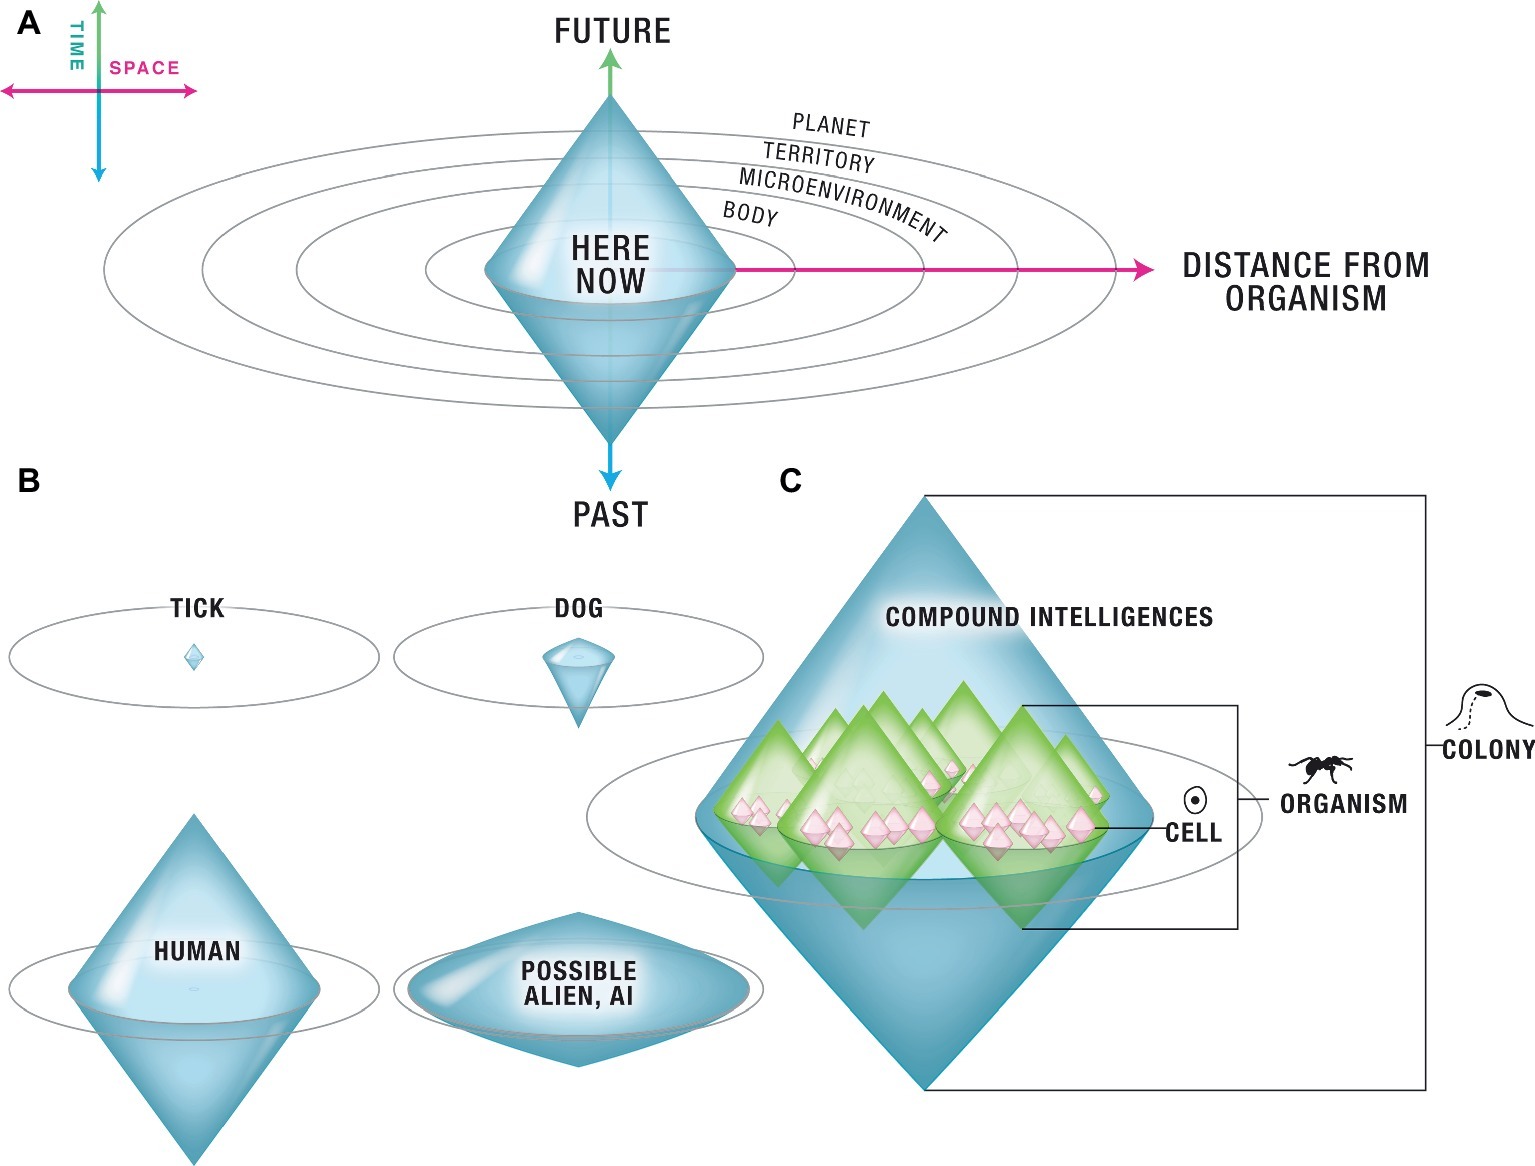 A
TIME
SPACE
FUTURE
PLANET
TERRITORY
MICROENVIRONMENT
BODY
HERE
NOW
DISTANCE FROM
ORGANISM
PAST
B
TICK
DOG
HUMAN
POSSIBLE
ALIEN, AI
C
COMPOUND INTELLIGENCES
CELL
ORGANISM
COLONY